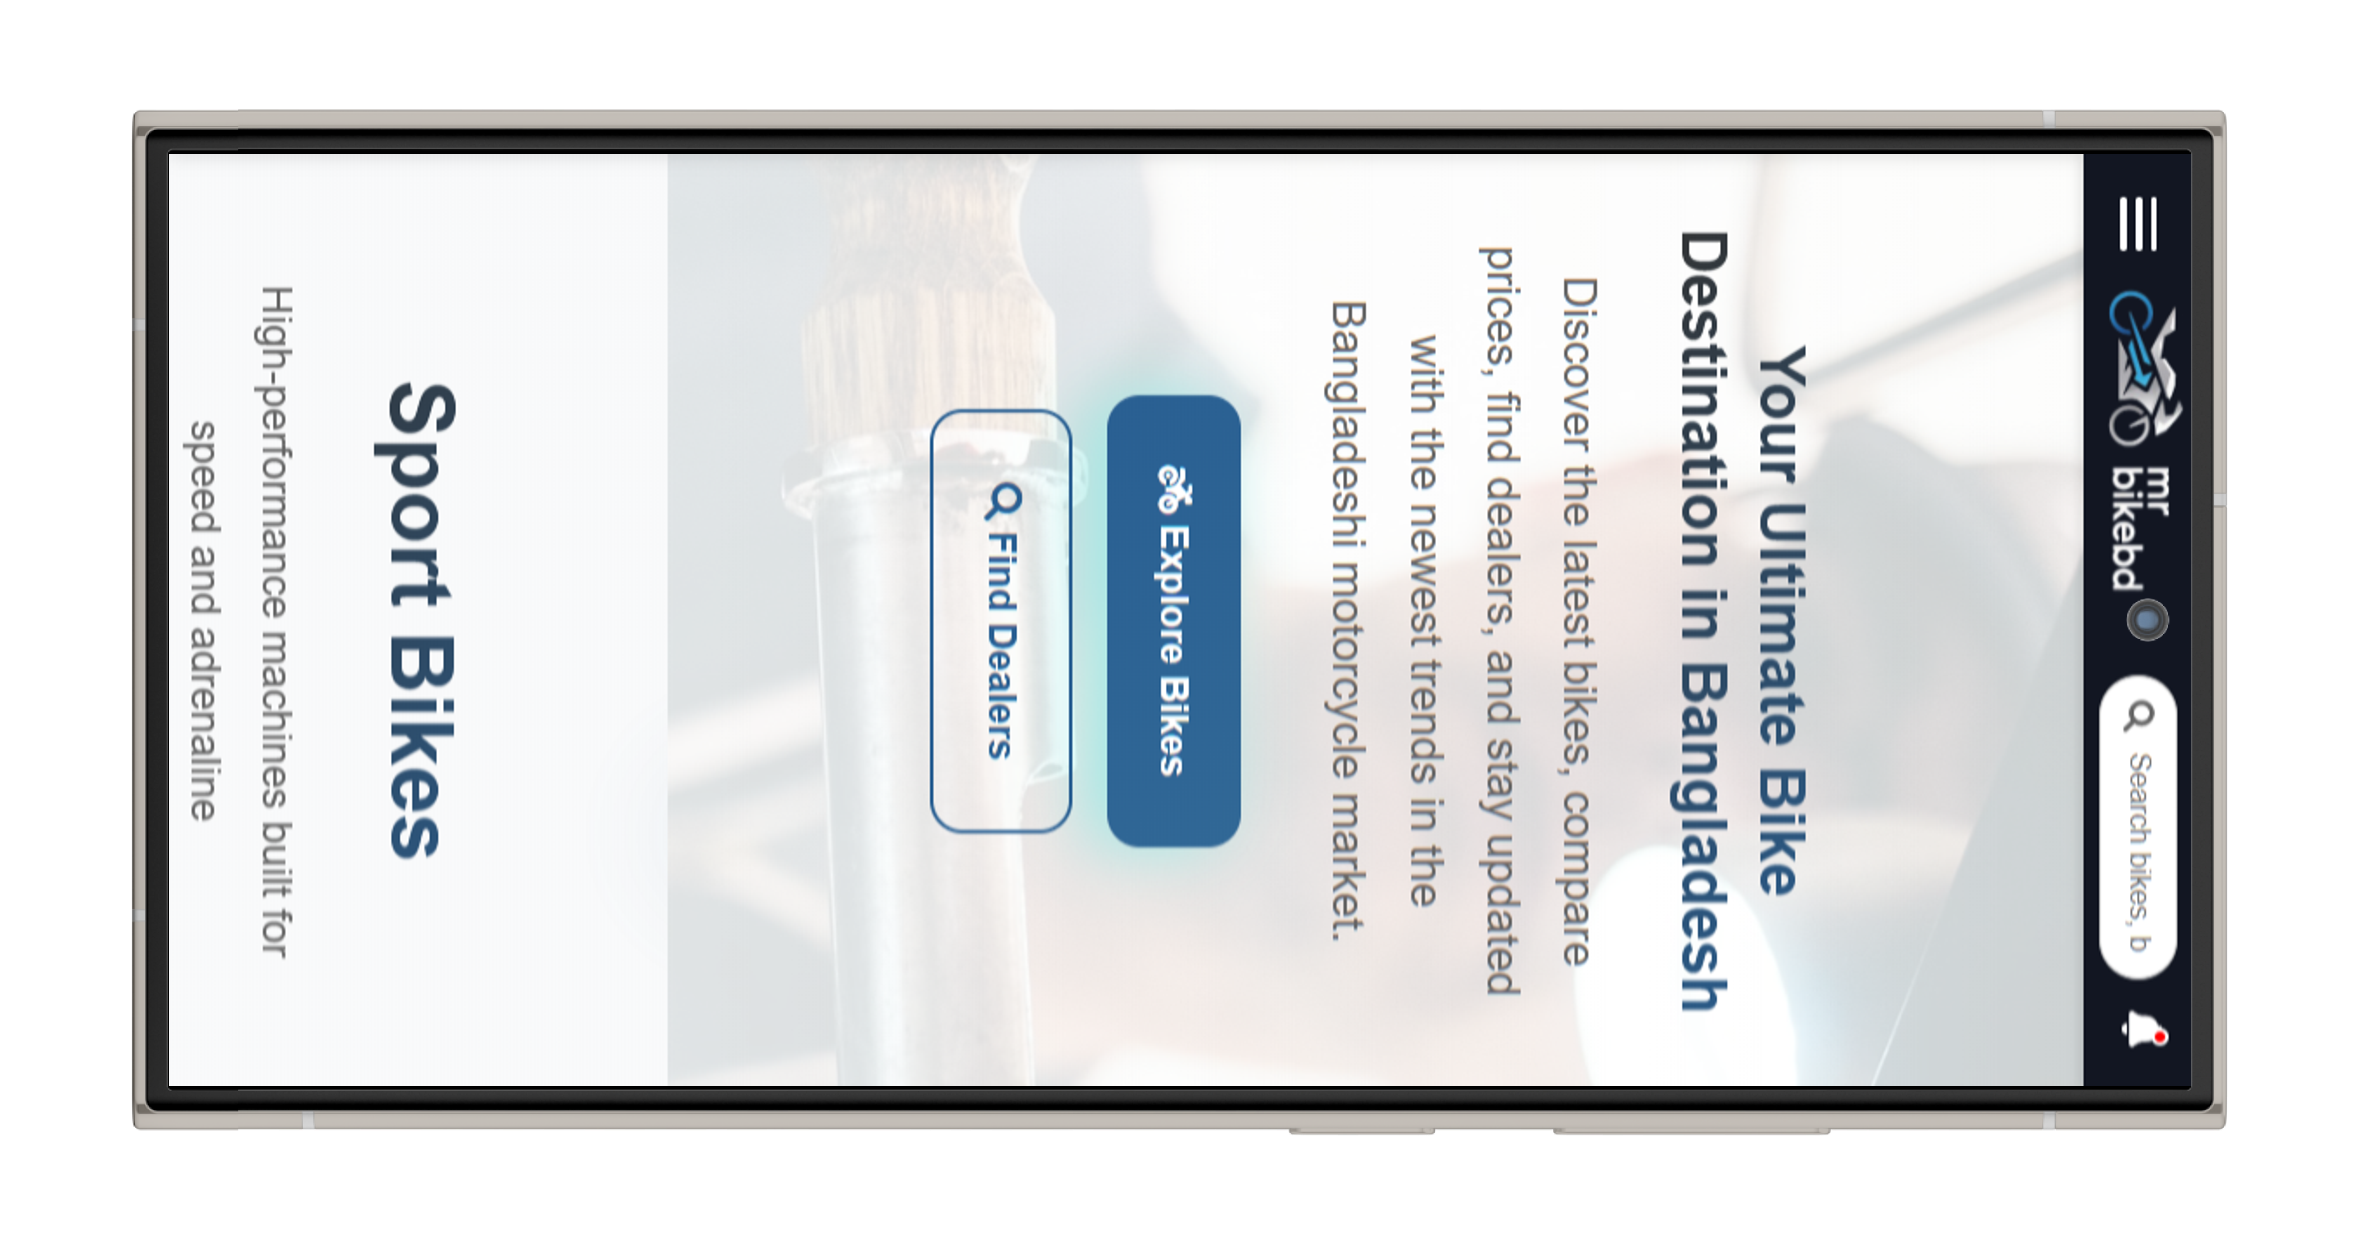 mr
bikebd
Search bikes, b
Your Ultimate Bike
Destination in Bangladesh
Discover the latest bikes, compare
prices, find dealers, and stay updated
with the newest trends in the
Bangladeshi motorcycle market.
Explore Bikes
Find Dealers
Sport Bikes
High-performance machines built for
speed and adrenaline